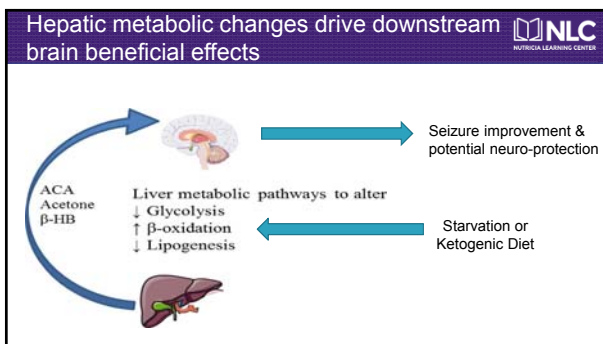 Hepatic metabolic changes drive downstream
brain beneficial effects
NLC
NUTRICIA LEARNING CENTER
Seizure improvement &
potential neuro-protection
ACA
Acetone
β-HB
Liver metabolic pathways to alter
↓ Glycolysis
↑ β-oxidation
↓ Lipogenesis
Starvation or
Ketogenic Diet